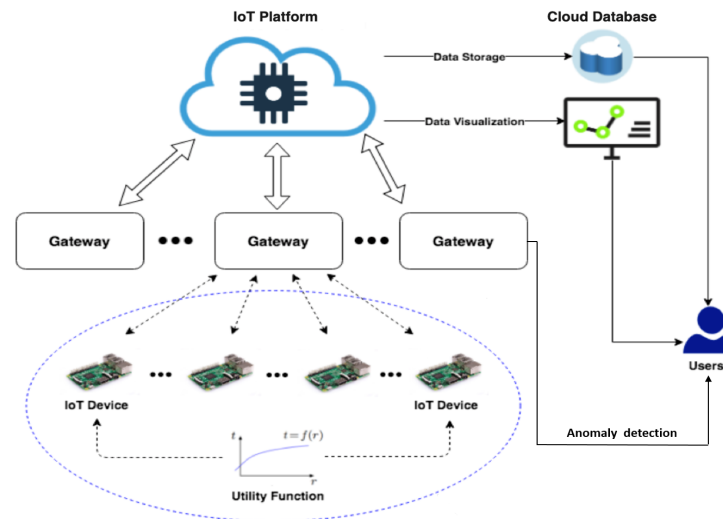 IoT Platform
Cloud Database
Data Storage
Data Visualization
Gateway
Gateway
Gateway
IoT Device
IoT Device
Users
Anomaly detection
t
t=f(r)
r
Utility Function